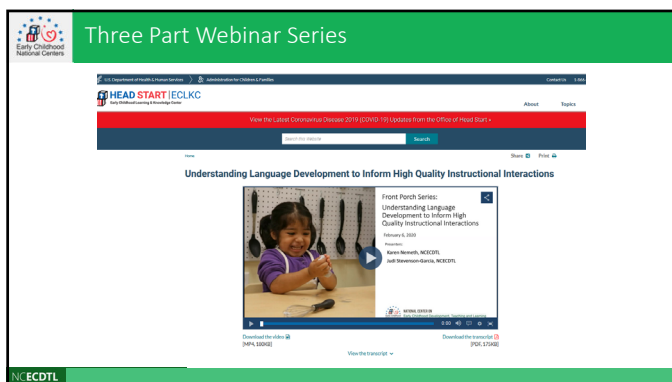 Early Childhood
National Centers
Three Part Webinar Series
U.S. Department of Health & Human Services
Administration for Children & Families
Contact Us
HEAD START | ECLKC
Early Childhood Learning & Knowledge Center
About Topics
View the Latest Coronavirus Disease 2019 (COVID-19) Updates from the Office of Head Start »
Search this website
Search
Home
Share
Print
Understanding Language Development to Inform High Quality Instructional Interactions
Front Porch Series:
Understanding Language
Development to Inform High
Quality Instructional Interactions
February 6, 2020
Presenters:
Karen Nemeth, NCECDTL
Judi Stevenson-Garcia, NCECDTL
NATIONAL CENTER ON
Early Childhood Development, Teaching and Learning
0:00
Download the video
[MP4, 100KB]
Download the transcript
[PDF, 175KB]
View the transcript
NCECDTL